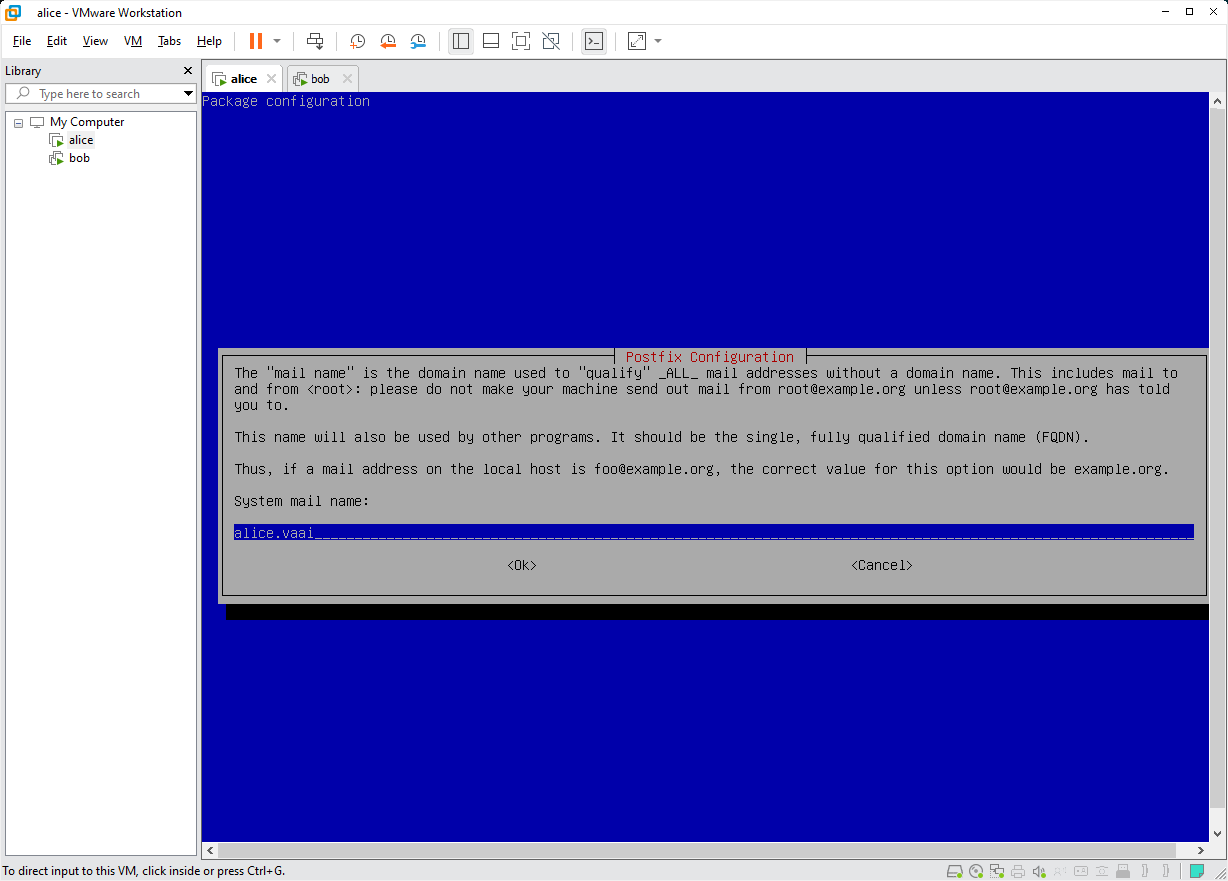 alice - VMware Workstation
File Edit View VM Tabs Help
Library
alice
bob
Type here to search
Package configuration
My Computer
alice
bob
Postfix Configuration
The "mail name" is the domain name used to "qualify" _ALL_ mail addresses without a domain name. This includes mail to
and from <root>: please do not make your machine send out mail from root@example.org unless root@example.org has told
you to.
This name will also be used by other programs. It should be the single, fully qualified domain name (FQDN).
Thus, if a mail address on the local host is foo@example.org, the correct value for this option would be example.org.
System mail name:
alice.vaai
<Ok> <Cancel>
To direct input to this VM, click inside or press Ctrl+G.